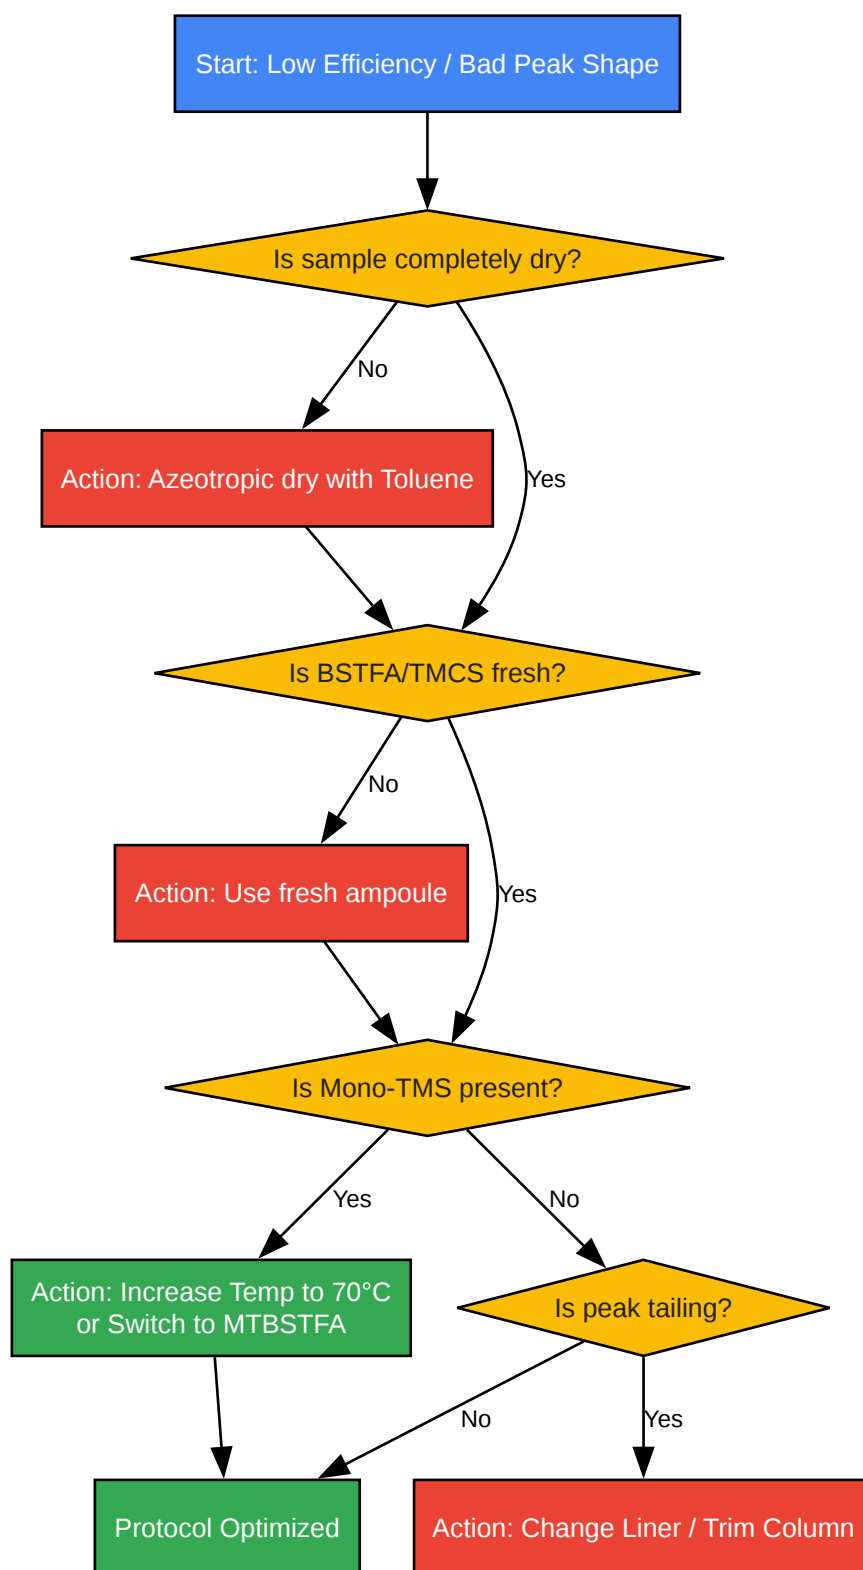 Start: Low Efficiency / Bad Peak Shape
Is sample completely dry?
No
Action: Azeotropic dry with Toluene
Yes
Is BSTFA/TMCS fresh?
No
Action: Use fresh ampoule
Yes
Is Mono-TMS present?
Yes
No
Action: Increase Temp to 70°C
or Switch to MTBSTFA
Is peak tailing?
No
Yes
Protocol Optimized
Action: Change Liner / Trim Column